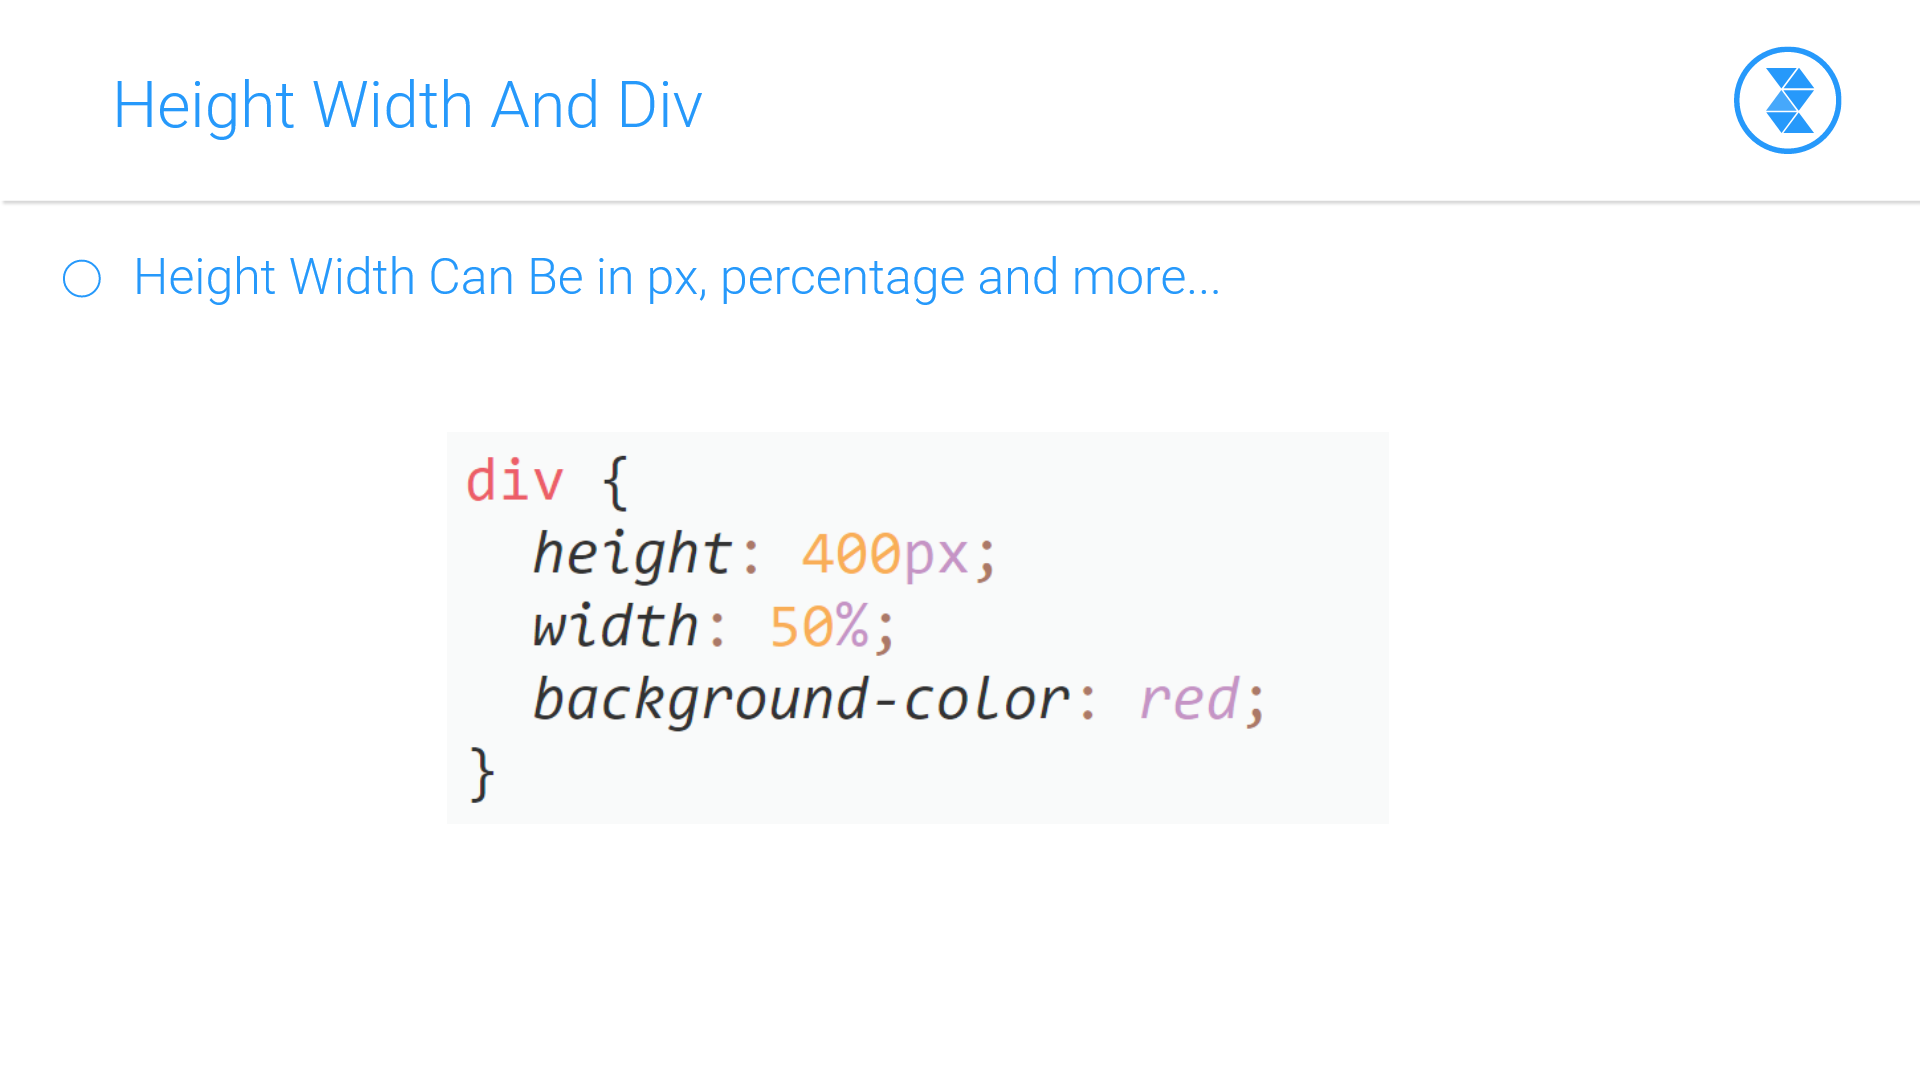 Height Width And Div
Height Width Can Be in px, percentage and more...
div {
  height: 400px;
  width: 50%;
  background-color: red;
}